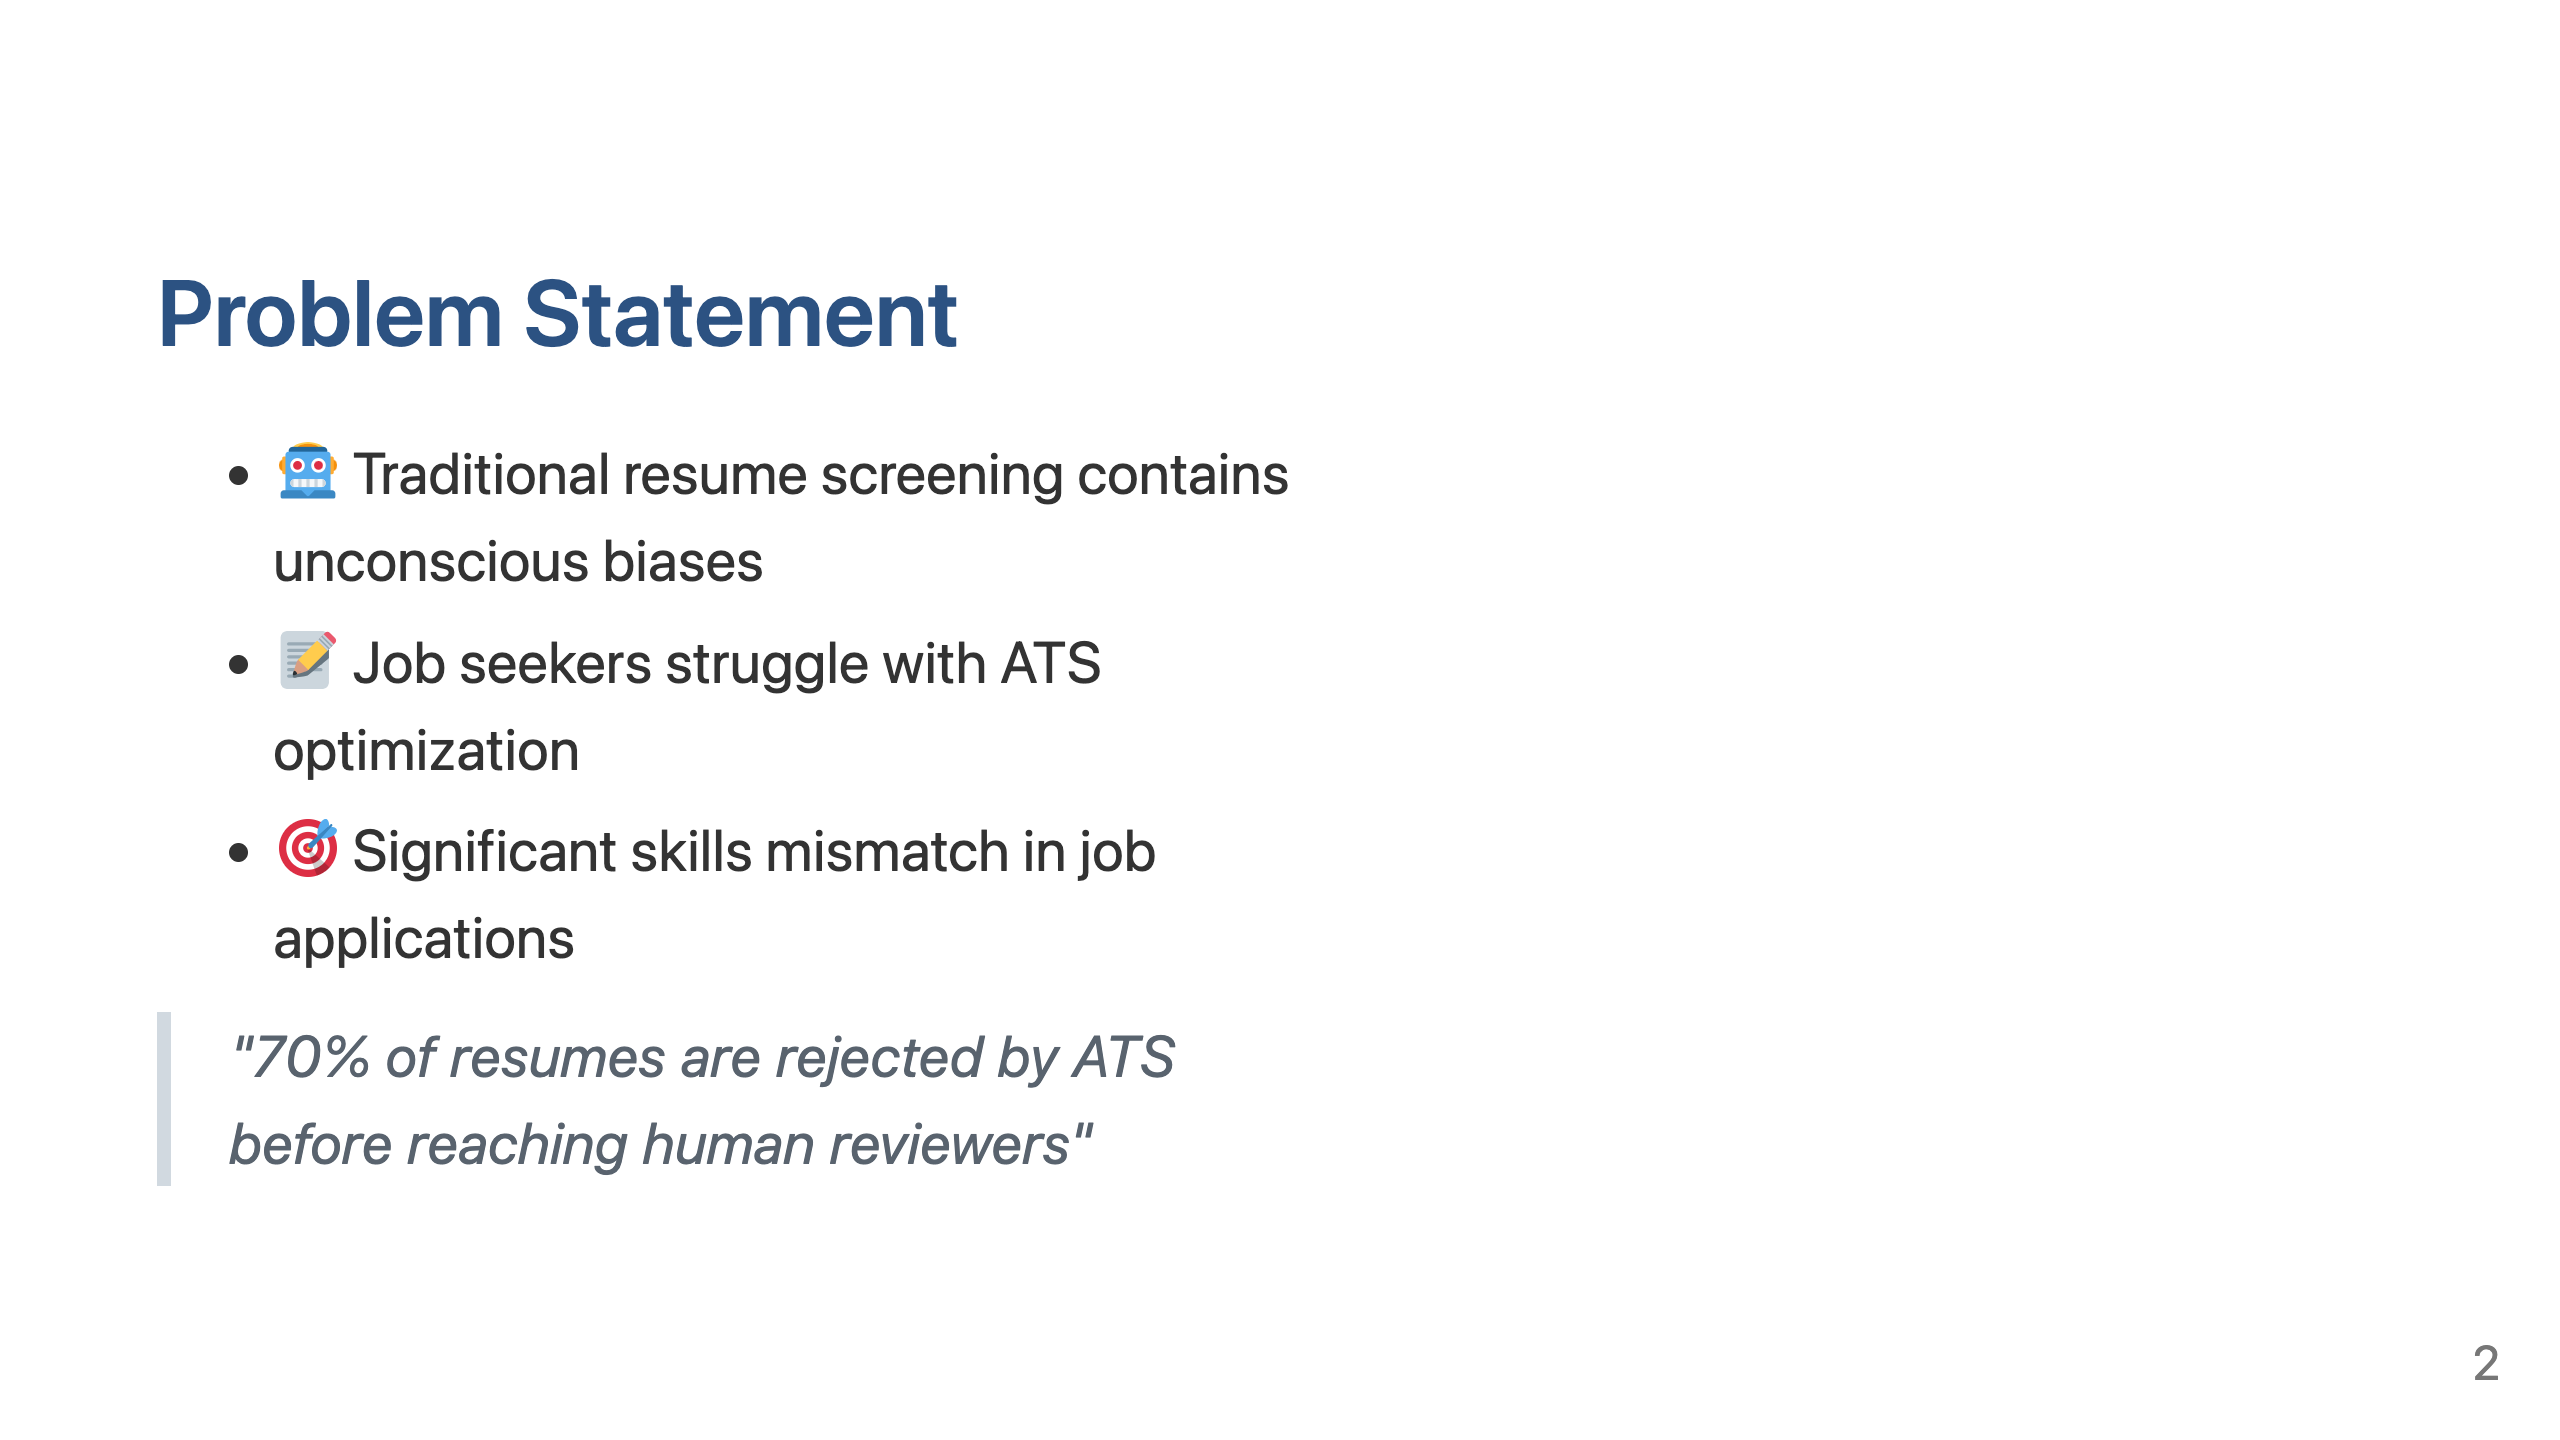 Problem Statement
• 🤖 Traditional resume screening contains
unconscious biases
• 📝 Job seekers struggle with ATS
optimization
• 🎯 Significant skills mismatch in job
applications
"70% of resumes are rejected by ATS
before reaching human reviewers"
2